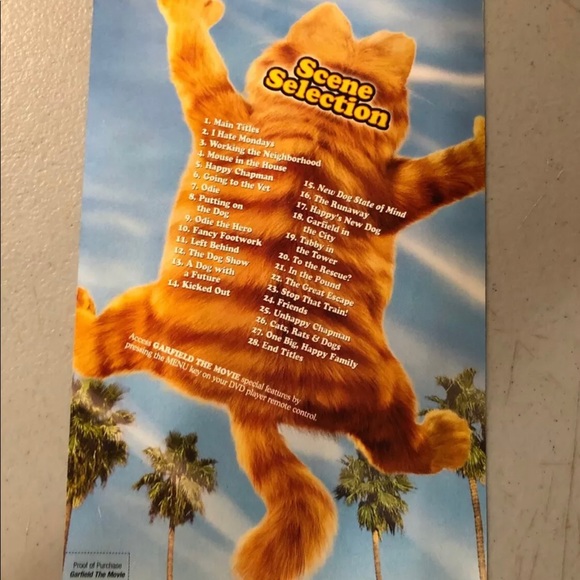 Scene
Selection
1. Main Titles
2. I Hate Mondays
3. Working the Neighborhood
4. Mouse in the House
5. Happy Chapman
6. Going to the Vet
7. Odie
8. Putting on
the Dog
9. Odie the Hero
10. Fancy Footwork
11. Left Behind
12. The Dog Show
13. A Dog with
a Future
14. Kicked Out
15. New Dog State of Mind
16. The Runaway
17. Happy's New Dog
18. Garfield in
the City
19. Tabby in
the Tower
20. To the Rescue?
21. In the Pound
22. The Great Escape
23. Stop That Train!
24. Friends
25. Unhappy Chapman
26. Cats, Rats & Dogs
27. One Big, Happy Family
28. End Titles
Access GARFIELD THE MOVIE special features by
pressing the MENU key on your DVD player remote control.
Proof of Purchase
Garfield The Movie